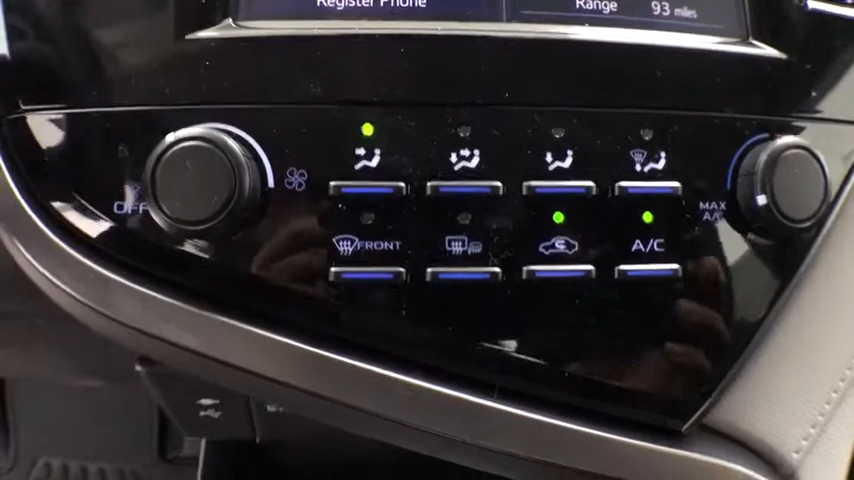 Register Phone
Range 93 miles
OFF
MAX
A/C
FRONT
A/C